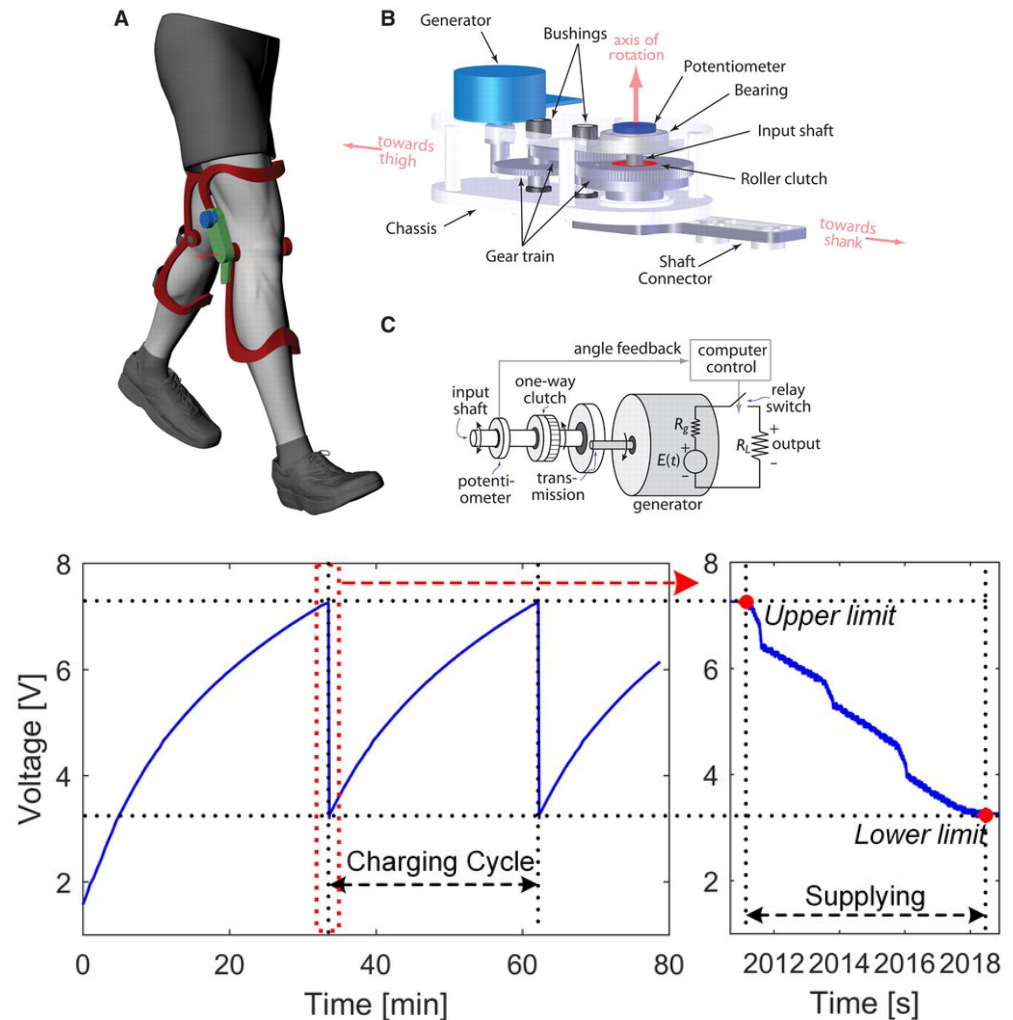 A
B
Generator
Bushings
axis of
rotation
Potentiometer
Bearing
Input shaft
Roller clutch
towards
thigh
Chassis
Gear train
Shaft
Connector
towards
shank
C
angle feedback
computer
control
input
shaft
one-way
clutch
relay
switch
Rg
+
E(t)
−
RL
+
output
−
potenti-
ometer
trans-
mission
generator
8
6
4
2
Voltage [V]
Charging Cycle
0
20
40
60
80
Time [min]
8
6
4
2
Upper limit
Lower limit
Supplying
2012 2014 2016 2018
Time [s]